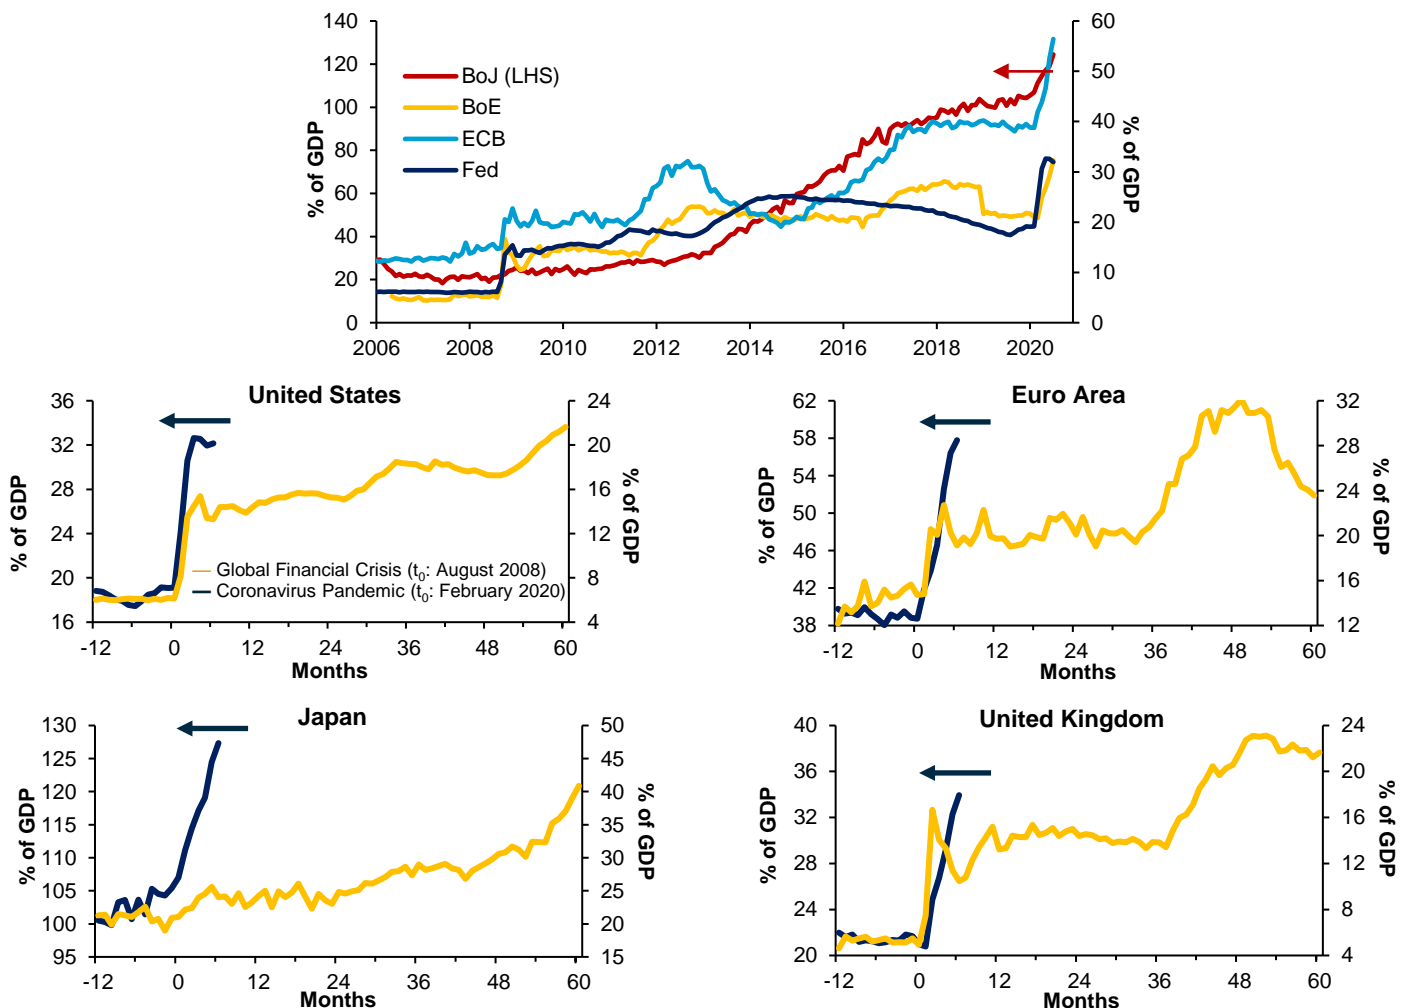 140
120
100
80
60
40
20
0
% of GDP
BoJ (LHS)
BoE
ECB
Fed
60
50
40
30
20
10
0
% of GDP
2006 2008 2010 2012 2014 2016 2018 2020
United States
36
32
28
24
20
16
% of GDP
24
20
16
12
8
4
% of GDP
Global Financial Crisis (t0: August 2008)
Coronavirus Pandemic (t0: February 2020)
-12 0 12 24 36 48 60
Months
Euro Area
62
58
54
50
46
42
38
% of GDP
32
28
24
20
16
12
% of GDP
-12 0 12 24 36 48 60
Months
Japan
130
125
120
115
110
105
100
95
% of GDP
50
45
40
35
30
25
20
15
% of GDP
-12 0 12 24 36 48 60
Months
United Kingdom
40
36
32
28
24
20
% of GDP
24
20
16
12
8
4
% of GDP
-12 0 12 24 36 48 60
Months